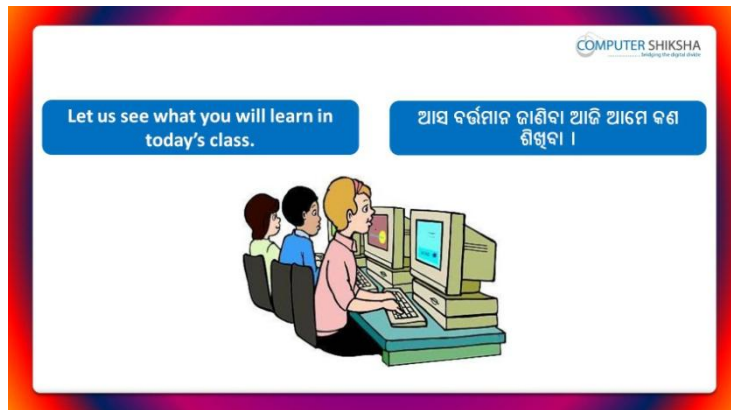 COMPUTER SHIKSHA
bridging the digital divide
Let us see what you will learn in
today's class.
ଆସ ବର୍ତ୍ତମାନ ଜାଣିବା ଆଜି ଆମେ କଣ
ଶିଖିବା ।